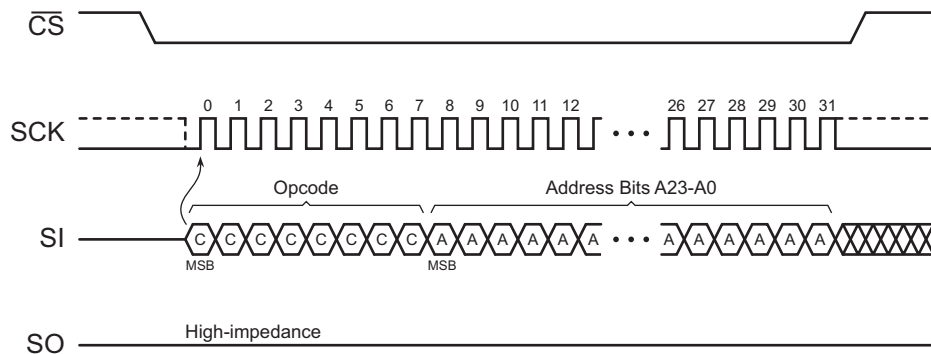 CS
0 1 2 3 4 5 6 7 8 9 10 11 12 26 27 28 29 30 31
SCK
Opcode Address Bits A23-A0
SI C C C C C C C C A A A A A A A A A A A A
MSB MSB
High-impedance
SO